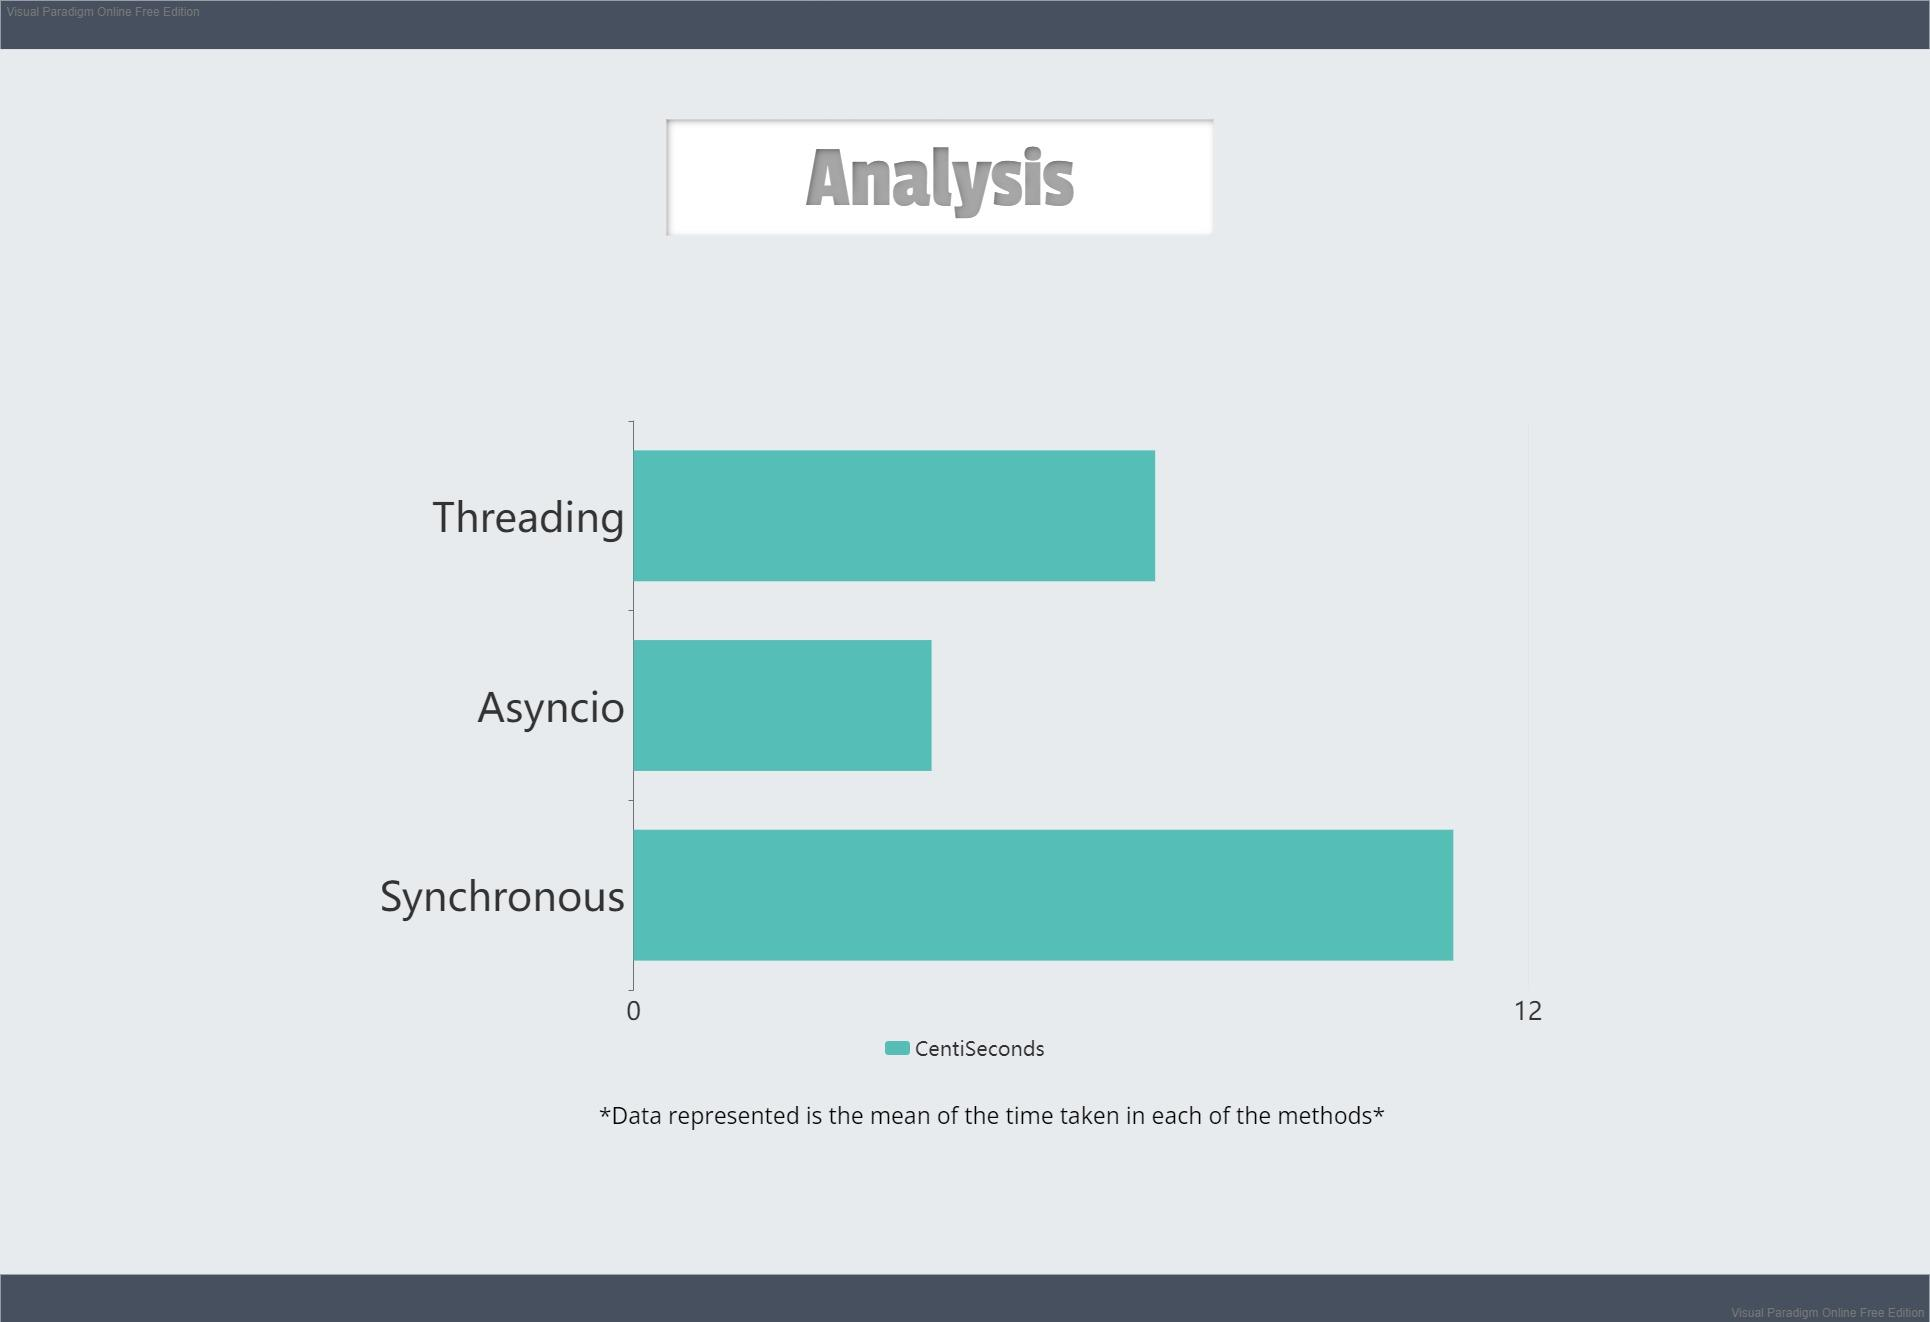 Visual Paradigm Online Free Edition
Analysis
Threading
Asyncio
Synchronous
0
12
CentiSeconds
*Data represented is the mean of the time taken in each of the methods*
Visual Paradigm Online Free Edition